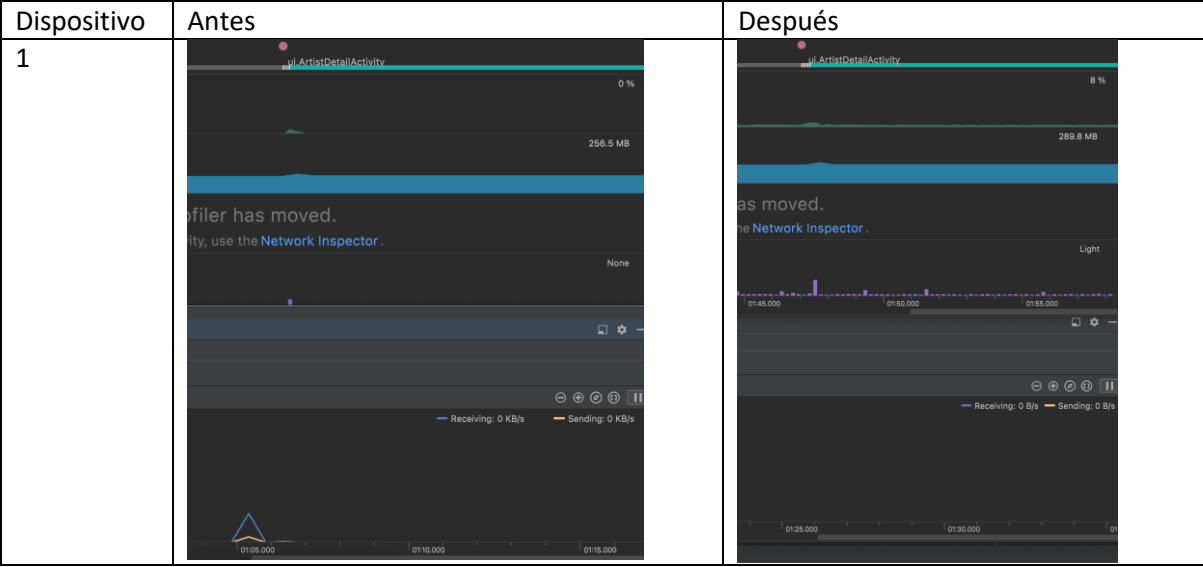 Dispositivo
Antes
Después
1
ui.ArtistDetailActivity
0 %
256.5 MB
ofiler has moved.
ity, use the Network Inspector.
None
Receiving: 0 KB/s
Sending: 0 KB/s
01:05.000
01:10.000
01:15.000
ui.ArtistDetailActivity
8 %
289.8 MB
as moved.
he Network Inspector.
Light
01:45.000
01:50.000
01:55.000
Receiving: 0 B/s
Sending: 0 B/s
01:25.000
01:30.000